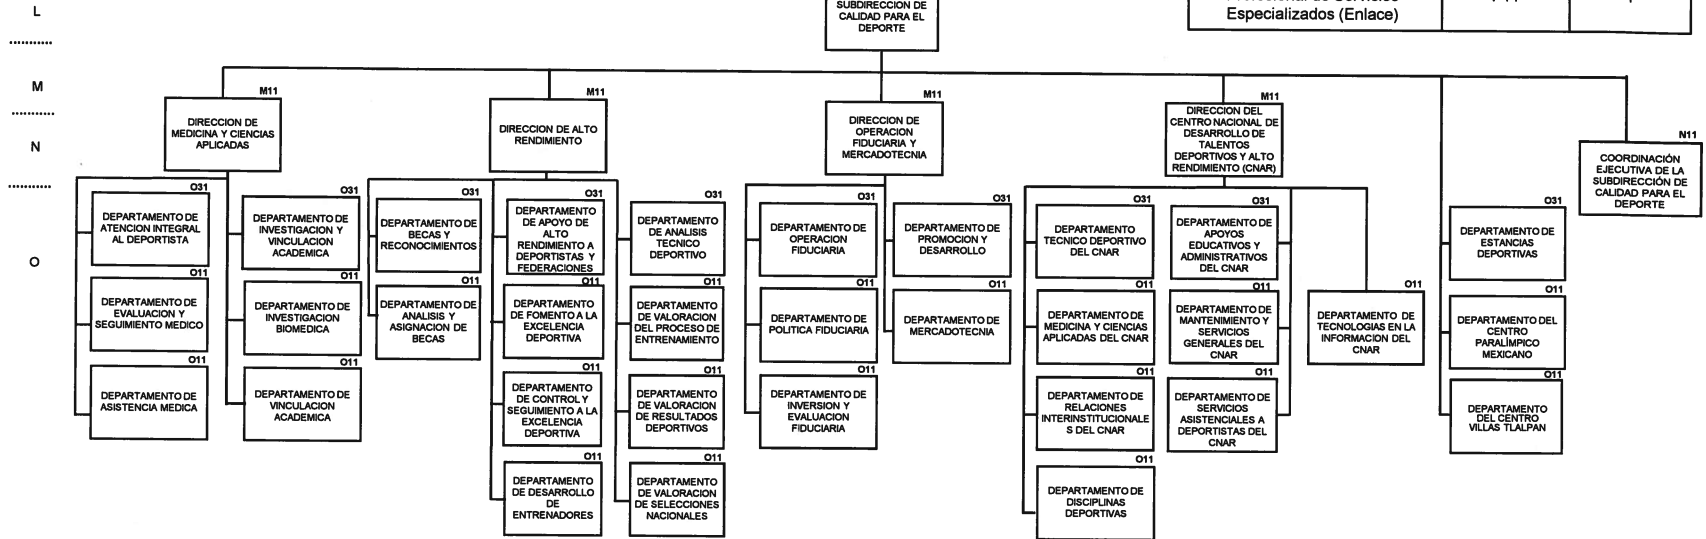 L
M
N
O
SUBDIRECCION DE
CALIDAD PARA EL
DEPORTE
Especializados (Enlace)
M11
DIRECCION DE
MEDICINA Y CIENCIAS
APLICADAS
M11
DIRECCION DE ALTO
RENDIMIENTO
M11
DIRECCION DE
OPERACION
FIDUCIARIA Y
MERCADOTECNIA
M11
DIRECCION DEL
CENTRO NACIONAL DE
DESARROLLO DE
TALENTOS
DEPORTIVOS Y ALTO
RENDIMIENTO (CNAR)
N11
COORDINACIÓN
EJECUTIVA DE LA
SUBDIRECCIÓN DE
CALIDAD PARA EL
DEPORTE
O31
DEPARTAMENTO DE
ATENCION INTEGRAL
AL DEPORTISTA
O11
DEPARTAMENTO DE
EVALUACION Y
SEGUIMIENTO MEDICO
O11
DEPARTAMENTO DE
ASISTENCIA MEDICA
O31
DEPARTAMENTO DE
INVESTIGACION Y
VINCULACION
ACADEMICA
O11
DEPARTAMENTO DE
INVESTIGACION
BIOMEDICA
O11
DEPARTAMENTO DE
VINCULACION
ACADEMICA
O31
DEPARTAMENTO DE
BECAS Y
RECONOCIMIENTOS
O11
DEPARTAMENTO DE
ANALISIS Y
ASIGNACION DE
BECAS
O31
DEPARTAMENTO
DE APOYO DE
ALTO
RENDIMIENTO A
DEPORTISTAS Y
FEDERACIONES
O11
DEPARTAMENTO
DE FOMENTO A LA
EXCELENCIA
DEPORTIVA
O11
DEPARTAMENTO
DE CONTROL Y
SEGUIMIENTO A LA
EXCELENCIA
DEPORTIVA
O11
DEPARTAMENTO
DE DESARROLLO
DE
ENTRENADORES
O31
DEPARTAMENTO
DE ANALISIS
TECNICO
DEPORTIVO
O11
DEPARTAMENTO
DE VALORACION
DEL PROCESO DE
ENTRENAMIENTO
O11
DEPARTAMENTO
DE VALORACION
DE RESULTADOS
DEPORTIVOS
O11
DEPARTAMENTO
DE VALORACION
DE SELECCIONES
NACIONALES
O31
DEPARTAMENTO DE
OPERACION
FIDUCIARIA
O11
DEPARTAMENTO
DE POLITICA FIDUCIARIA
O11
DEPARTAMENTO DE
INVERSION Y
EVALUACION
FIDUCIARIA
O31
DEPARTAMENTO DE
PROMOCION Y
DESARROLLO
O11
DEPARTAMENTO DE
MERCADOTECNIA
O31
DEPARTAMENTO
TECNICO DEPORTIVO
DEL CNAR
O11
DEPARTAMENTO DE
MEDICINA Y CIENCIAS
APLICADAS DEL CNAR
O11
DEPARTAMENTO DE
RELACIONES
INTERINSTITUCIONALE
S DEL CNAR
O11
DEPARTAMENTO DE
DISCIPLINAS
DEPORTIVAS
O31
DEPARTAMENTO DE
APOYOS
EDUCATIVOS Y
ADMINISTRATIVOS
DEL CNAR
O11
DEPARTAMENTO DE
MANTENIMIENTO Y
SERVICIOS
GENERALES DEL
CNAR
O11
DEPARTAMENTO DE
SERVICIOS
ASISTENCIALES A
DEPORTISTAS DEL
CNAR
O11
DEPARTAMENTO DE
TECNOLOGIAS EN LA
INFORMACION DEL
CNAR
O31
DEPARTAMENTO DE
ESTANCIAS
DEPORTIVAS
O11
DEPARTAMENTO DEL
CENTRO
PARALÍMPICO
MEXICANO
O11
DEPARTAMENTO
DEL CENTRO
VILLAS TLALPAN